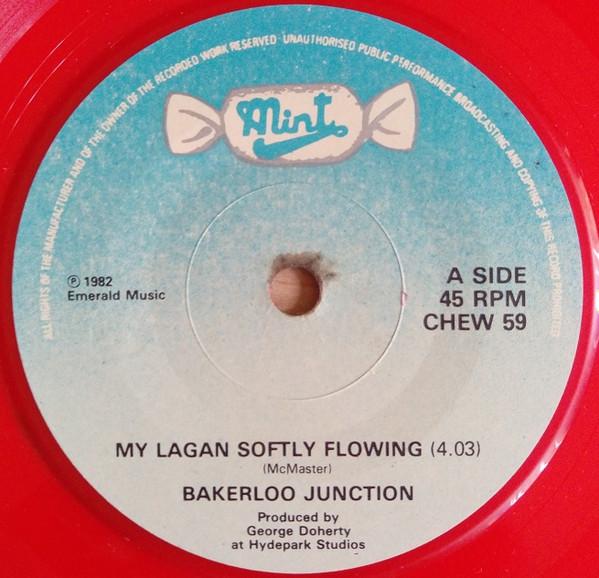 ALL RIGHTS OF THE MANUFACTURER AND OF THE OWNER OF THE RECORDED WORK RESERVED · UNAUTHORISED PUBLIC PERFORMANCE BROADCASTING AND COPYING OF THIS RECORD PROHIBITED
Mint
℗ 1982
Emerald Music
A SIDE
45 RPM
CHEW 59
MY LAGAN SOFTLY FLOWING (4.03)
(McMaster)
BAKERLOO JUNCTION
Produced by
George Doherty
at Hydepark Studios